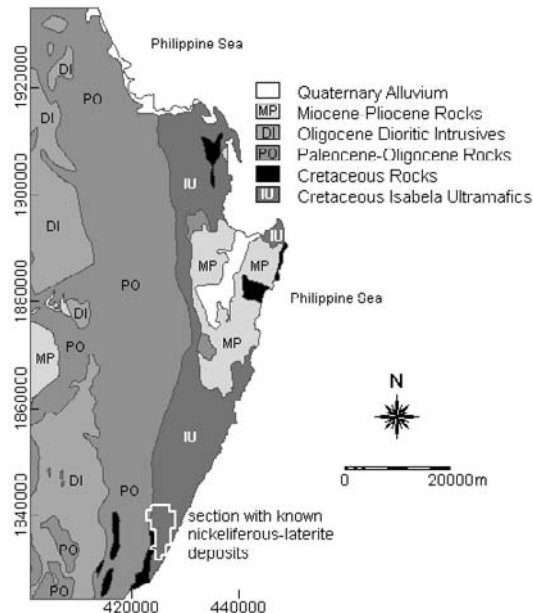 Philippine Sea
Quaternary Alluvium
MP Miocene-Pliocene Rocks
DI Oligocene Dioritic Intrusives
PO Paleocene-Oligocene Rocks
Cretaceous Rocks
IU Cretaceous Isabela Ultramafics
1920000
1900000
1880000
1860000
1840000
DI
PO
DI
IU
DI
IU
MP
MP
PO
Philippine Sea
DI
PO
MP
MP
N
IU
0 20000m
DI
PO
section with known
nickeliferous-laterite
deposits
PO
PO
420000 440000